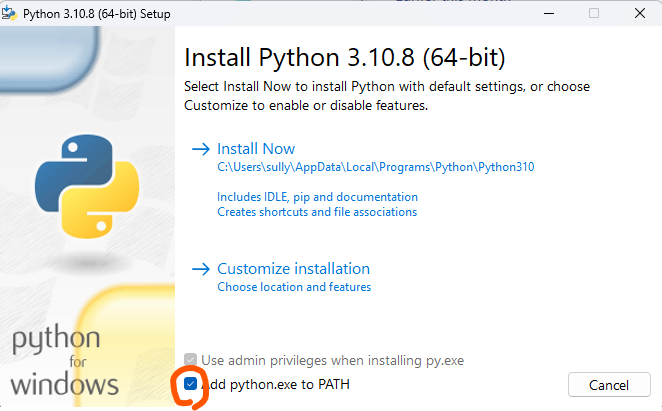 Python 3.10.8 (64-bit) Setup
Install Python 3.10.8 (64-bit)
Select Install Now to install Python with default settings, or choose
Customize to enable or disable features.
Install Now
C:\Users\sully\AppData\Local\Programs\Python\Python310
Includes IDLE, pip and documentation
Creates shortcuts and file associations
Customize installation
Choose location and features
python
for
windows
Use admin privileges when installing py.exe
Add python.exe to PATH
Cancel